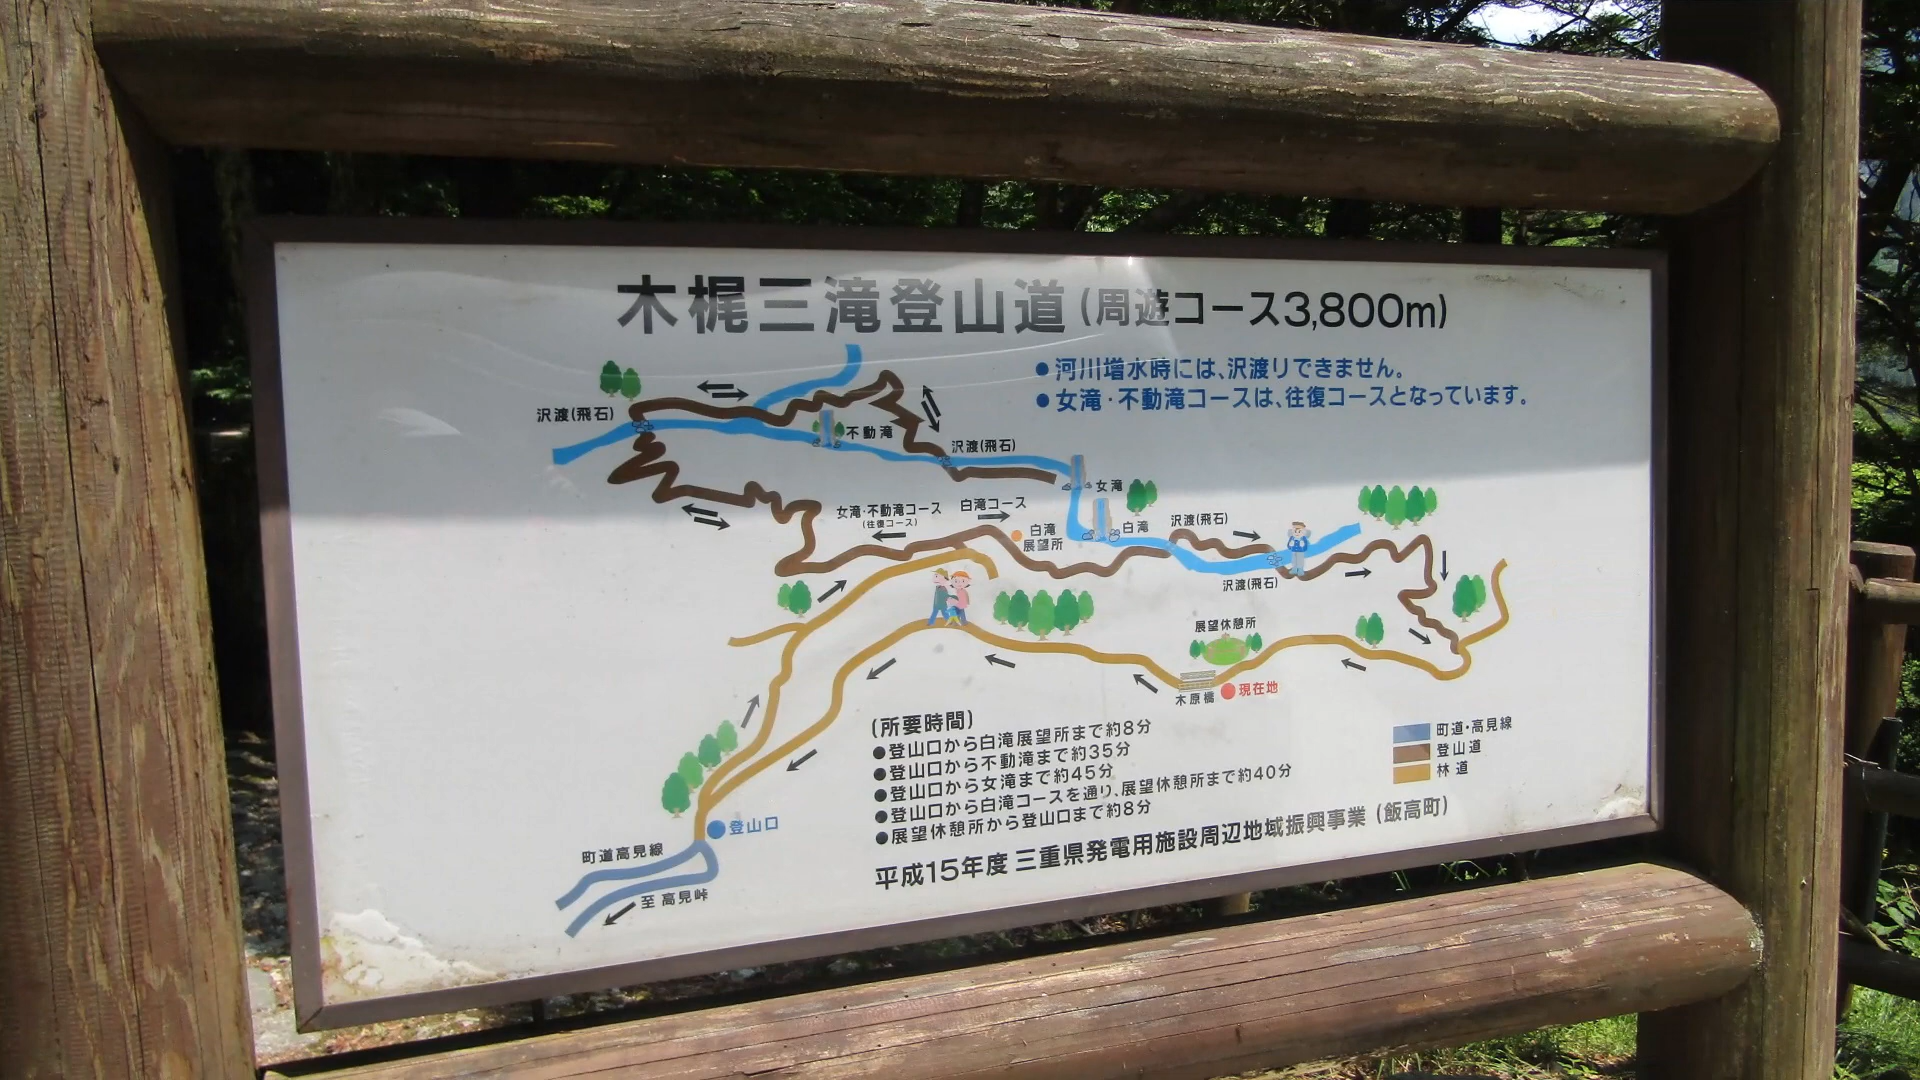 木梶三滝登山道(周遊コース3,800m)
●河川増水時には、沢渡りできません。
●女滝・不動滝コースは、往復コースとなっています。
沢渡(飛石)
不動滝
沢渡(飛石)
女滝
女滝・不動滝コース
(往復コース)
白滝コース
白滝
展望所
白滝
沢渡(飛石)
沢渡(飛石)
展望休憩所
木原橋
現在地
(所要時間)
●登山口から白滝展望所まで約8分
●登山口から不動滝まで約35分
●登山口から女滝まで約45分
●登山口から白滝コースを通り、展望休憩所まで約40分
●展望休憩所から登山口まで約8分
町道・高見線
登山道
林道
登山口
町道高見線
至 高見峠
平成15年度 三重県発電用施設周辺地域振興事業(飯高町)